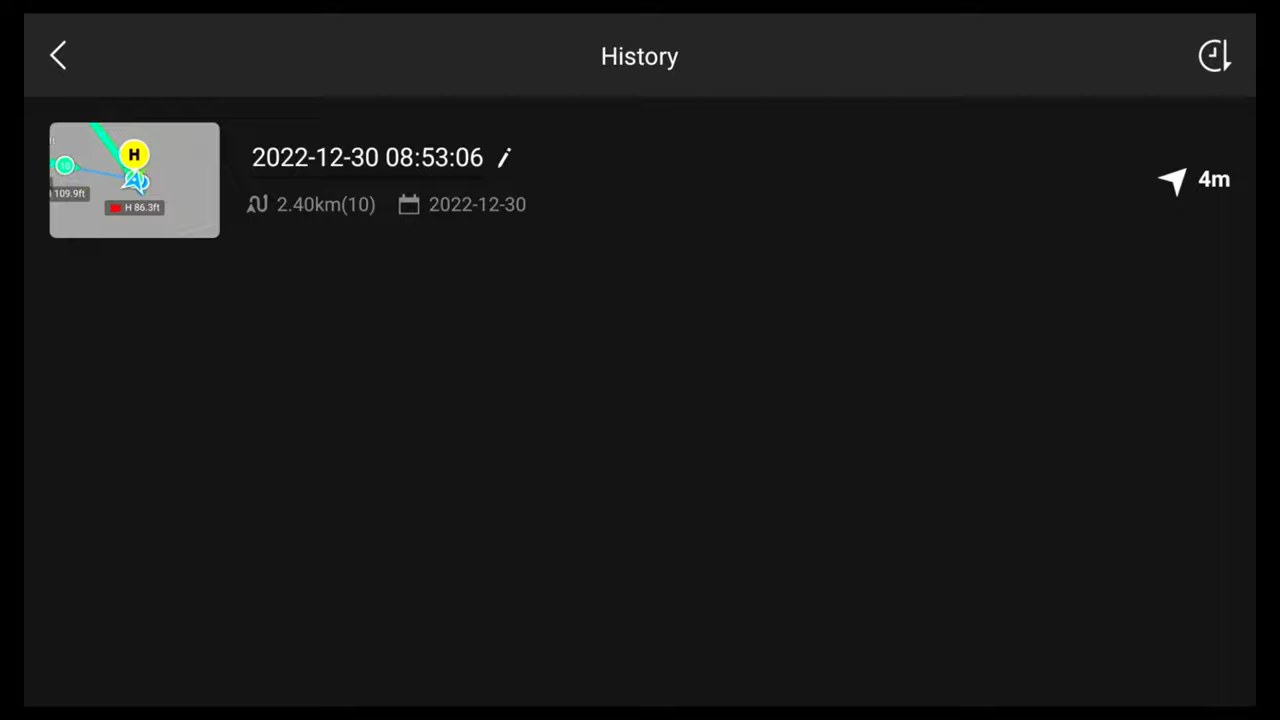 History
2022-12-30 08:53:06
2.40km(10)
2022-12-30
4m
H
10
109.9ft
H 86.3ft